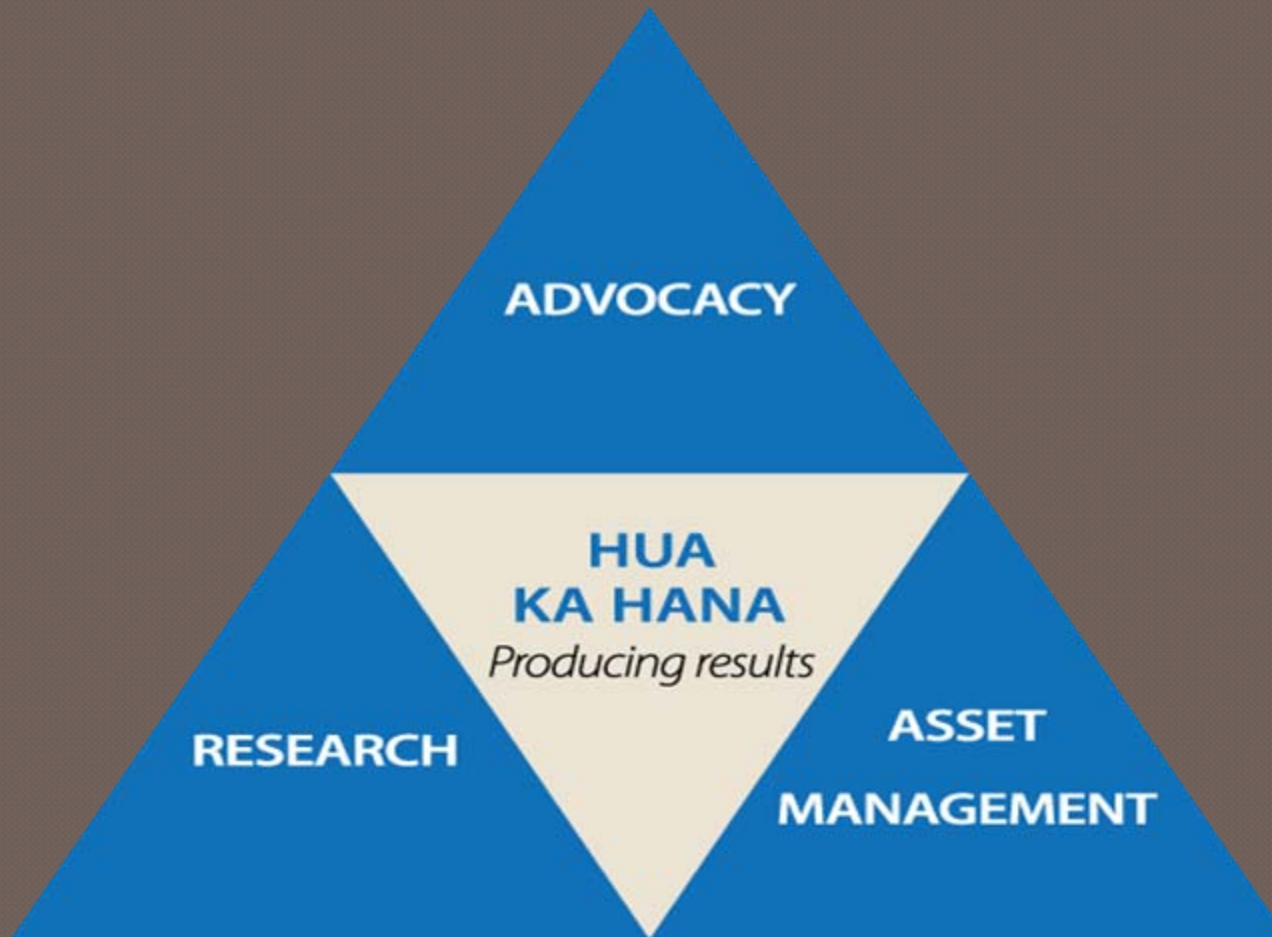 ADVOCACY
HUA
KA HANA
Producing results
RESEARCH
ASSET
MANAGEMENT